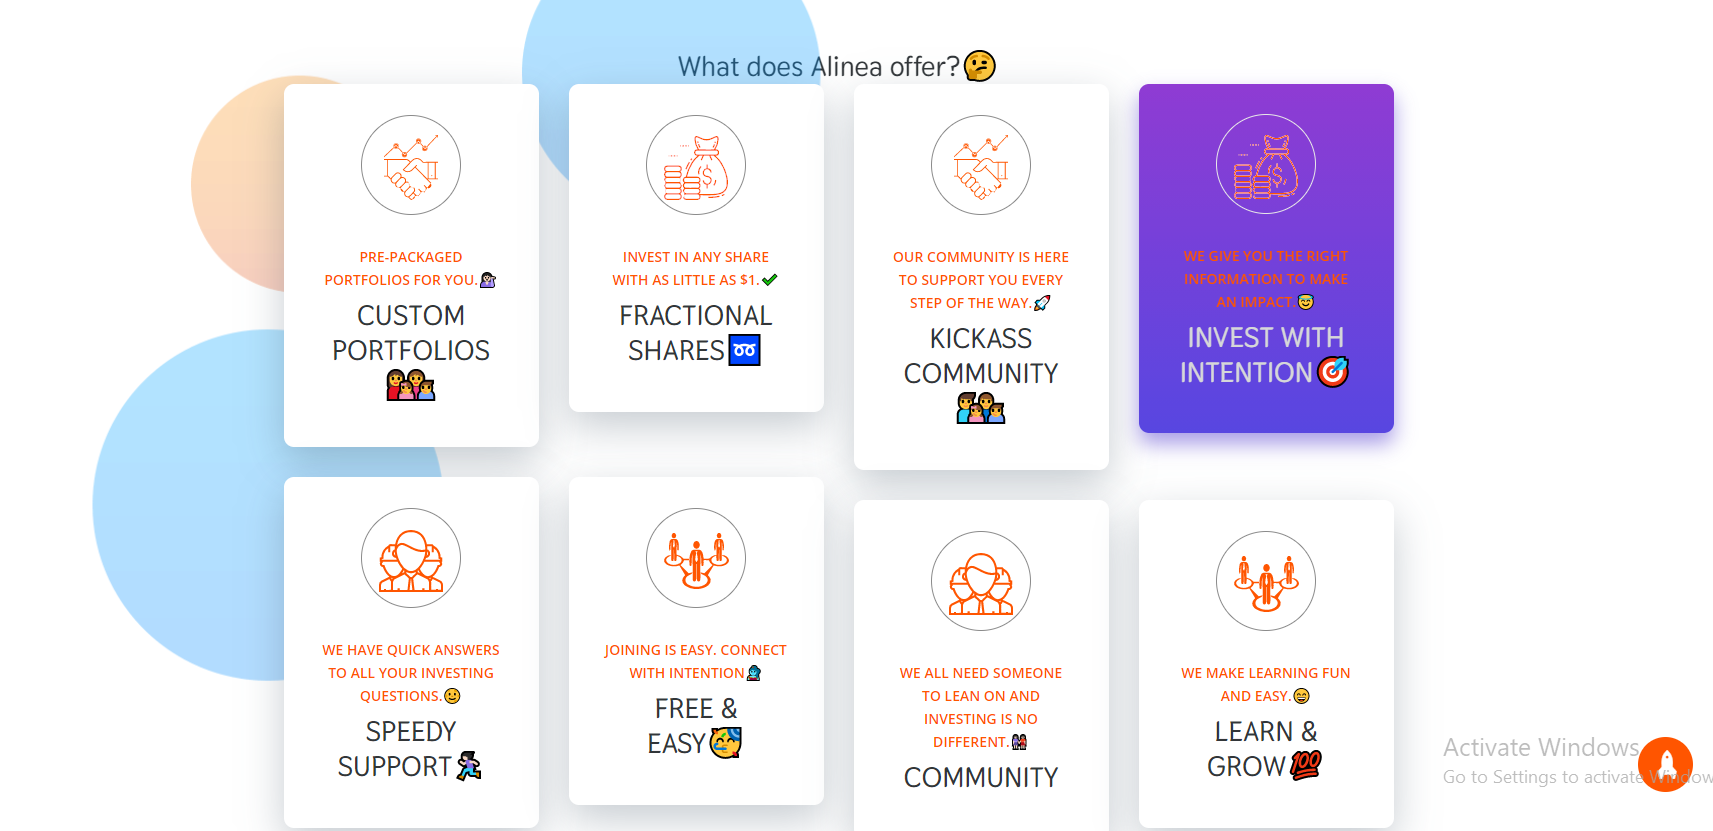 What does Alinea offer?🤔
PRE-PACKAGED
PORTFOLIOS FOR YOU.💁🏻‍♀️
CUSTOM
PORTFOLIOS
👩‍👩‍👧‍👦
INVEST IN ANY SHARE
WITH AS LITTLE AS $1.✔
FRACTIONAL
SHARES➿
OUR COMMUNITY IS HERE
TO SUPPORT YOU EVERY
STEP OF THE WAY.🚀
KICKASS
COMMUNITY
👨‍👩‍👧‍👦
WE GIVE YOU THE RIGHT
INFORMATION TO MAKE
AN IMPACT.😇
INVEST WITH
INTENTION🎯
WE HAVE QUICK ANSWERS
TO ALL YOUR INVESTING
QUESTIONS.🙂
SPEEDY
SUPPORT🏃🏻‍♀️
JOINING IS EASY. CONNECT
WITH INTENTION
FREE &
EASY🥳
WE ALL NEED SOMEONE
TO LEAN ON AND
INVESTING IS NO
DIFFERENT.👭
COMMUNITY
WE MAKE LEARNING FUN
AND EASY.😄
LEARN &
GROW💯
Activate Windows
Go to Settings to activate Window